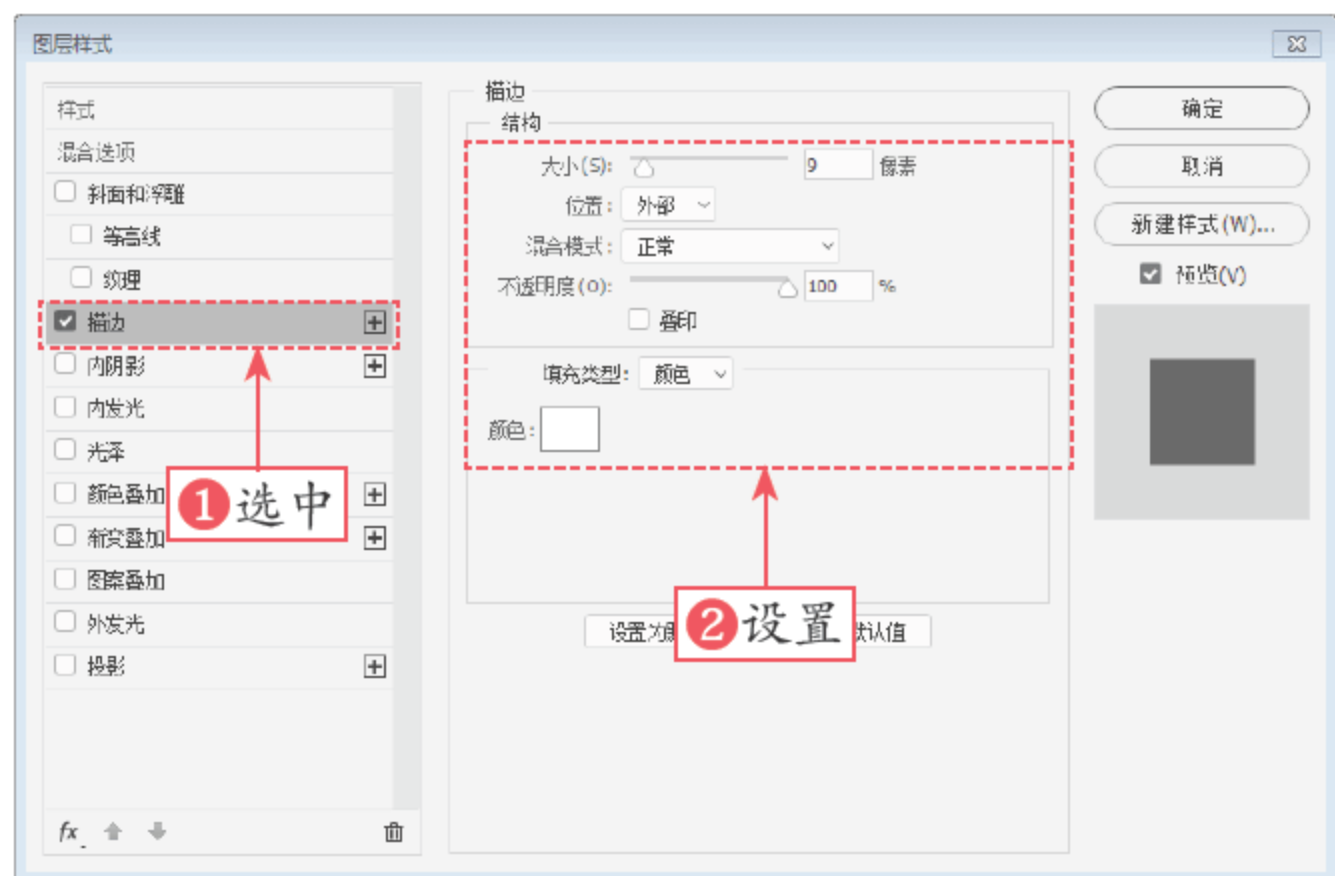 图层样式
样式
混合选项
斜面和浮雕
等高线
纹理
描边
内阴影
内发光
光泽
颜色叠加
渐变叠加
图案叠加
外发光
投影
fx
❶选中
描边
结构
大小(S): 9 像素
位置: 外部
混合模式: 正常
不透明度(O): 100 %
叠印
填充类型: 颜色
颜色:
设置为 默认值
❷设置
确定
取消
新建样式(W)...
预览(V)